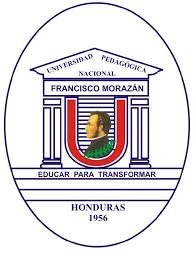 UNIVERSIDAD PEDAGÓGICA
NACIONAL
FRANCISCO MORAZÁN
EDUCAR PARA TRANSFORMAR
HONDURAS
1956